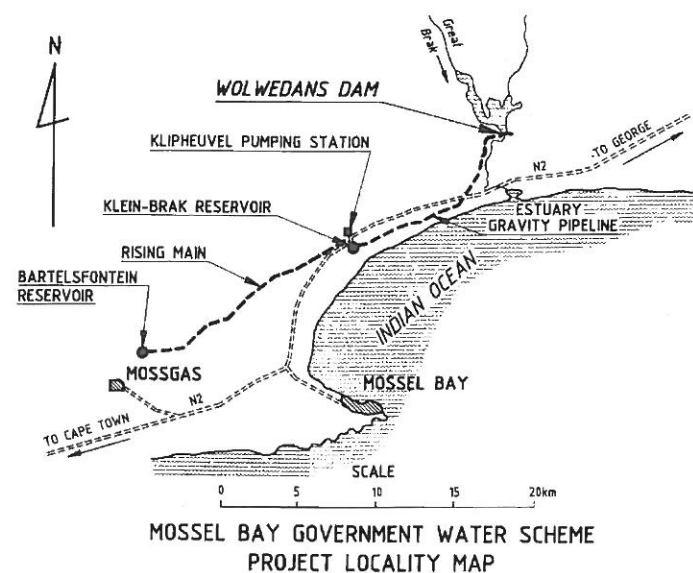 N
Great
Brak
WOLWEDANS DAM
KLIPHEUVEL PUMPING STATION
TO GEORGE
N2
KLEIN-BRAK RESERVOIR
ESTUARY
GRAVITY PIPELINE
RISING MAIN
BARTELSFONTEIN
RESERVOIR
INDIAN OCEAN
MOSSGAS
MOSSEL BAY
N2
TO CAPE TOWN
SCALE
0 5 10 15 20km
MOSSEL BAY GOVERNMENT WATER SCHEME
PROJECT LOCALITY MAP